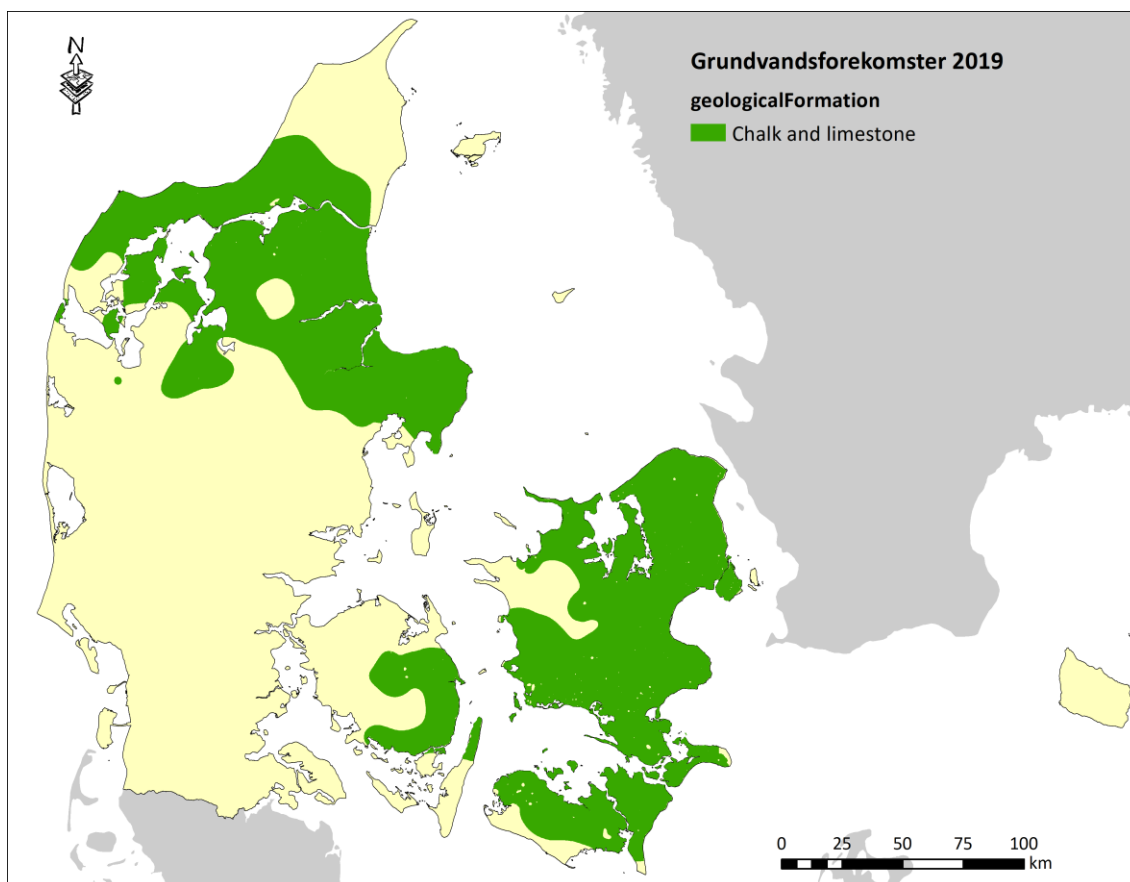 N
Grundvandsforekomster 2019
geologicalFormation
Chalk and limestone
0 25 50 75 100
km